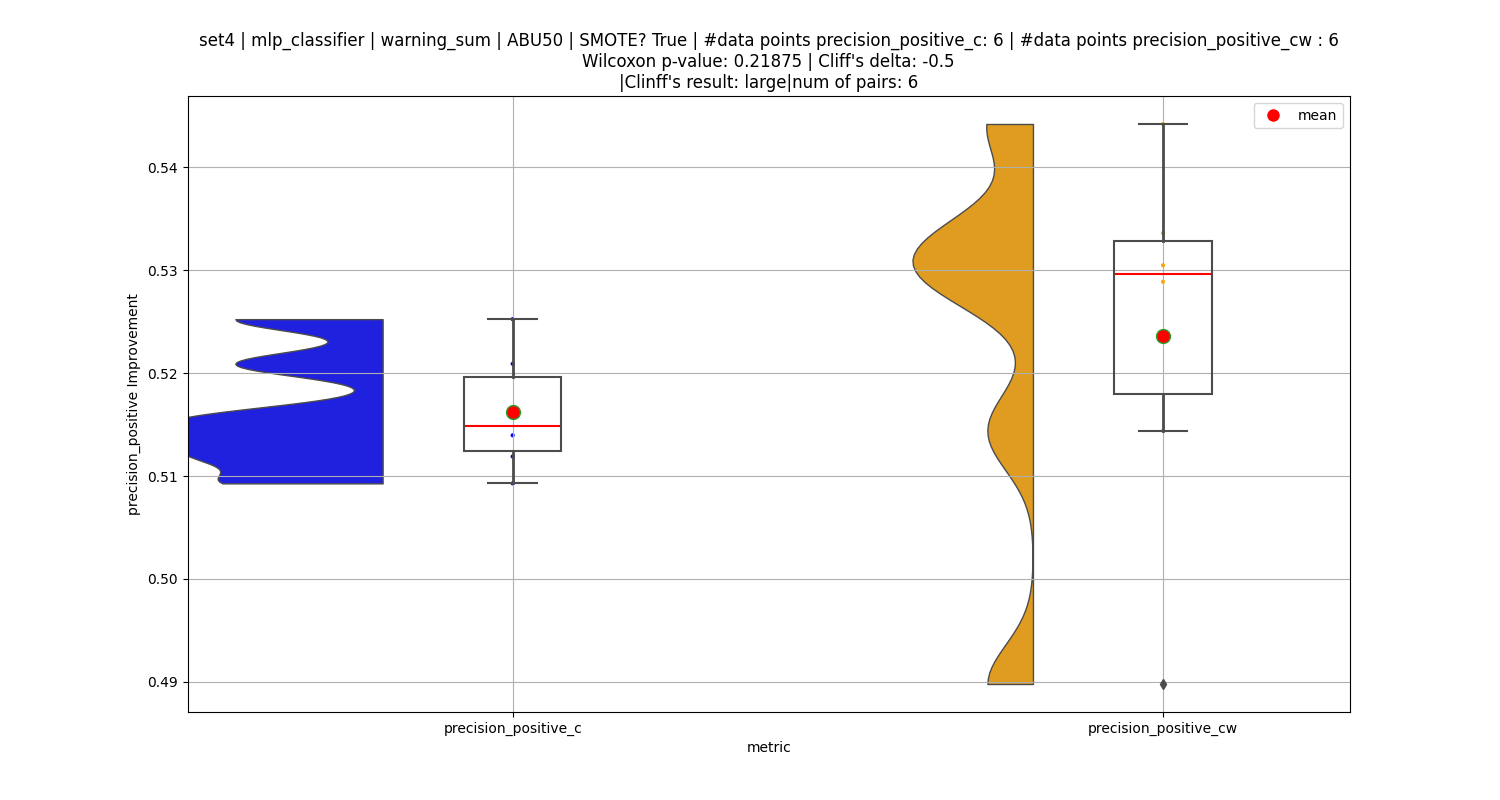 set4 | mlp_classifier | warning_sum | ABU50 | SMOTE? True | #data points precision_positive_c: 6 | #data points precision_positive_cw : 6
Wilcoxon p-value: 0.21875 | Cliff's delta: -0.5
|Clinff's result: large|num of pairs: 6
mean
0.54
0.53
0.52
0.51
0.50
0.49
precision_positive Improvement
precision_positive_c
precision_positive_cw
metric